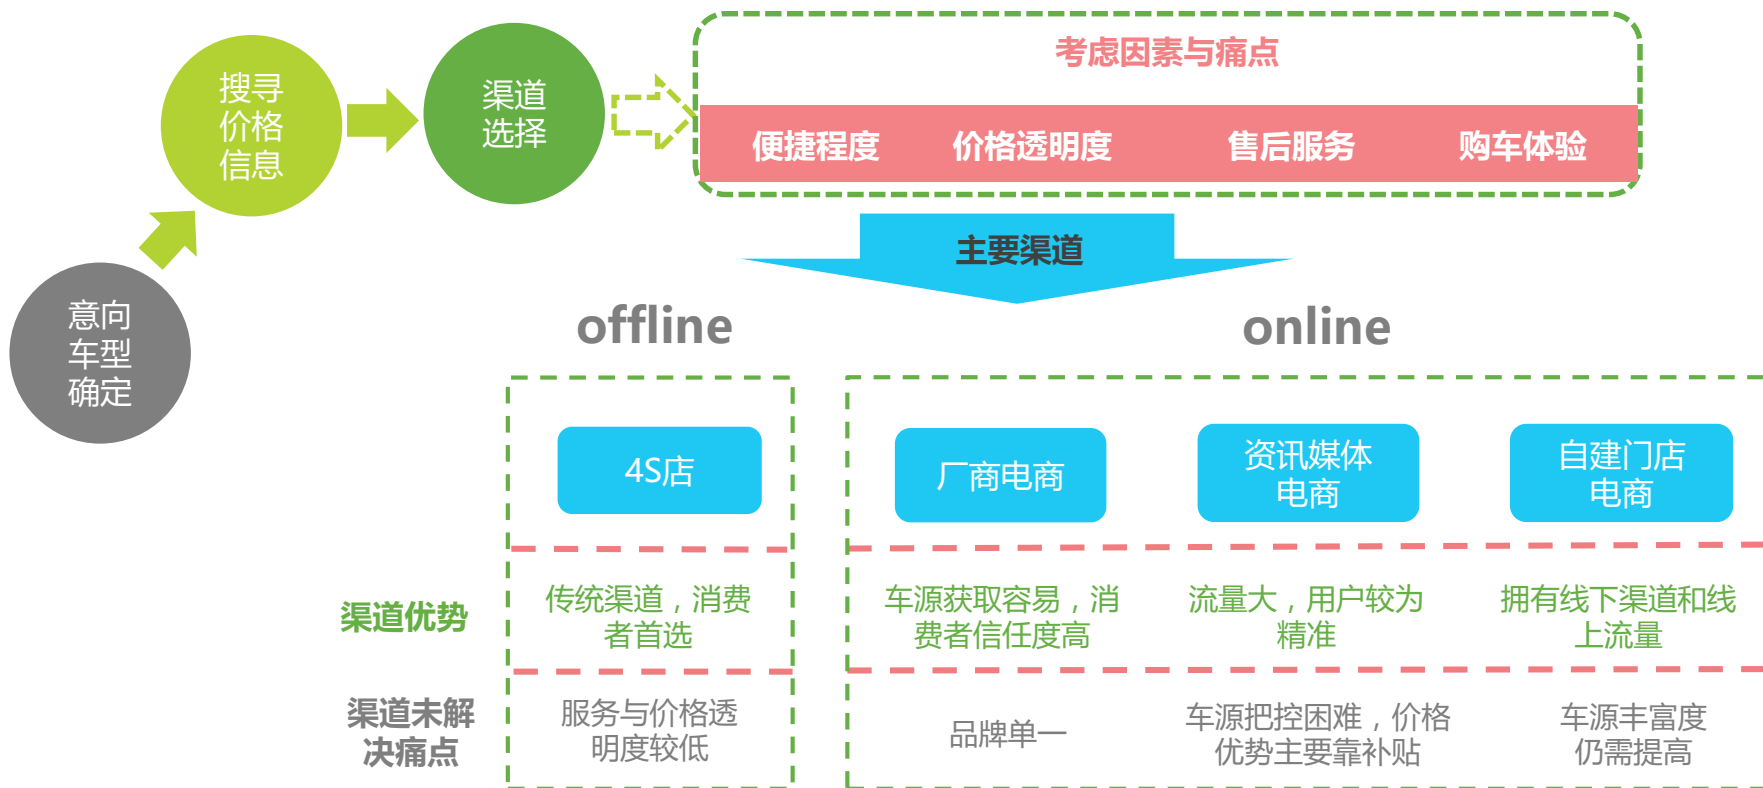 搜寻
价格
信息
渠道
选择
意向
车型
确定
考虑因素与痛点
便捷程度
价格透明度
售后服务
购车体验
主要渠道
offline
online
4S店
厂商电商
资讯媒体
电商
自建门店
电商
渠道优势
传统渠道，消费
者首选
车源获取容易，消
费者信任度高
流量大，用户较为
精准
拥有线下渠道和线
上流量
渠道未解
决痛点
服务与价格透
明度较低
品牌单一
车源把控困难，价格
优势主要靠补贴
车源丰富度
仍需提高